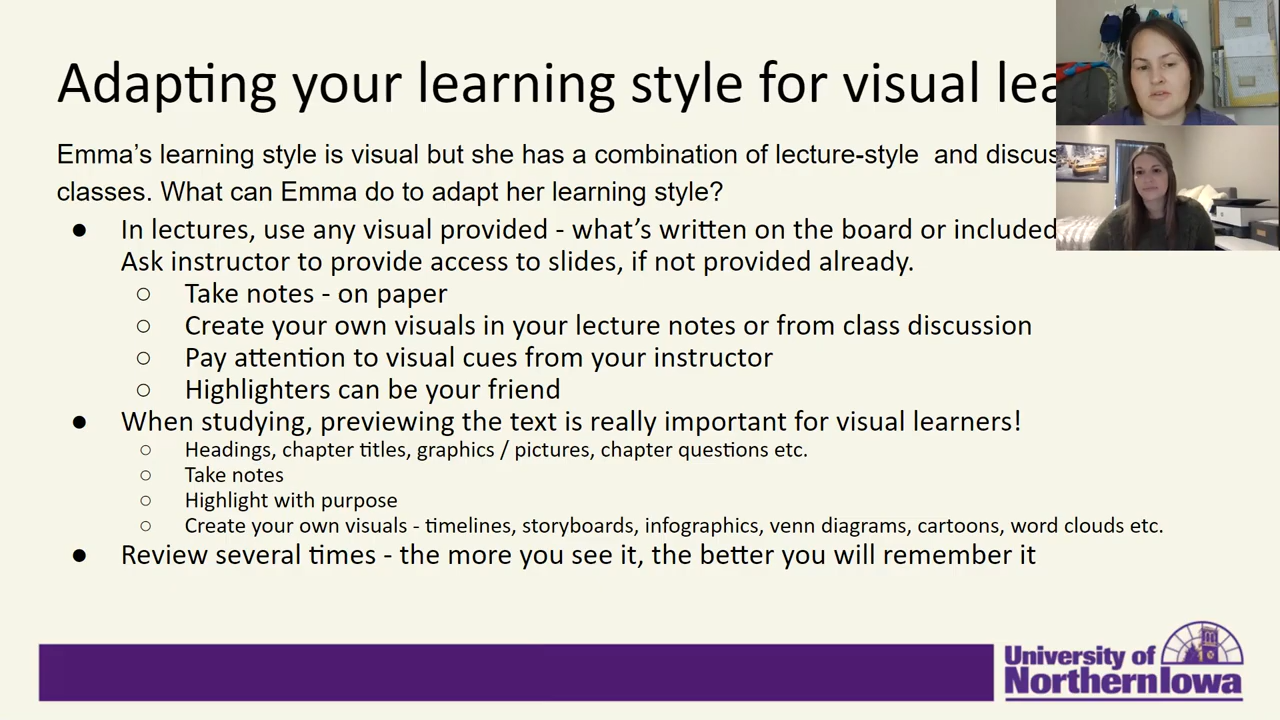 Adapting your learning style for visual
Emma's learning style is visual but she has a combination of lecture-style and
classes. What can Emma do to adapt her learning style?
● In lectures, use any visual provided - what's written on the board or included
Ask instructor to provide access to slides, if not provided already.
○ Take notes - on paper
○ Create your own visuals in your lecture notes or from class discussion
○ Pay attention to visual cues from your instructor
○ Highlighters can be your friend
● When studying, previewing the text is really important for visual learners!
○ Headings, chapter titles, graphics / pictures, chapter questions etc.
○ Take notes
○ Highlight with purpose
○ Create your own visuals - timelines, storyboards, infographics, venn diagrams, cartoons, word clouds etc.
● Review several times - the more you see it, the better you will remember it
University of
Northern Iowa